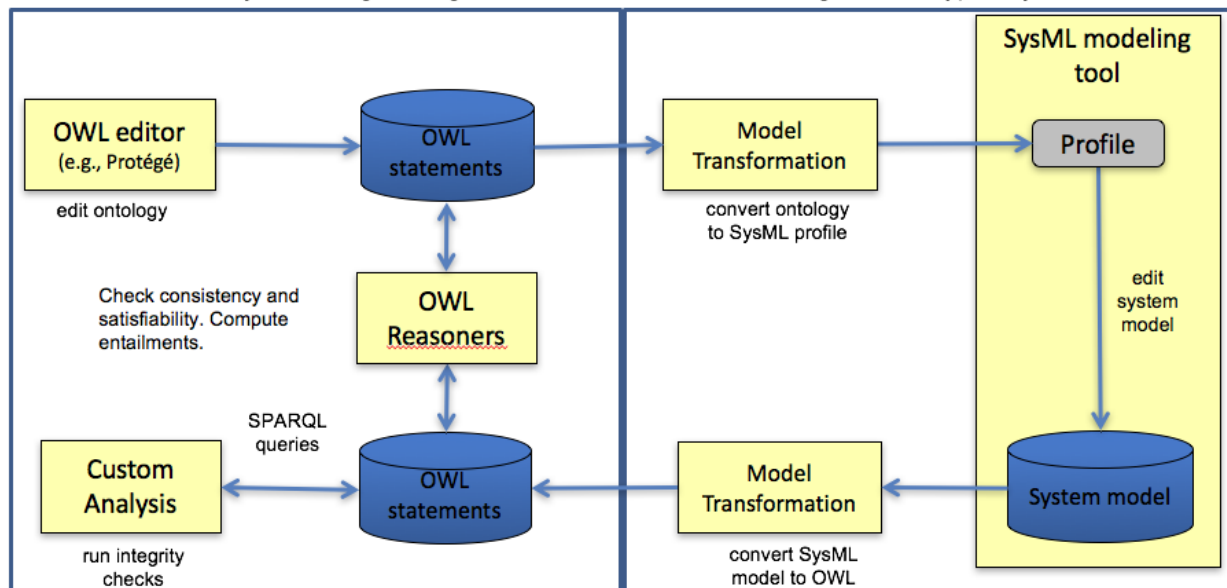 SysML modeling
tool
OWL editor
(e.g., Protégé)
edit ontology
OWL
statements
Model
Transformation
convert ontology
to SysML profile
Profile
Check consistency and
satisfiability. Compute
entailments.
OWL
Reasoners
edit
system
model
SPARQL
queries
Custom
Analysis
run integrity
checks
OWL
statements
Model
Transformation
convert SysML
model to OWL
System model